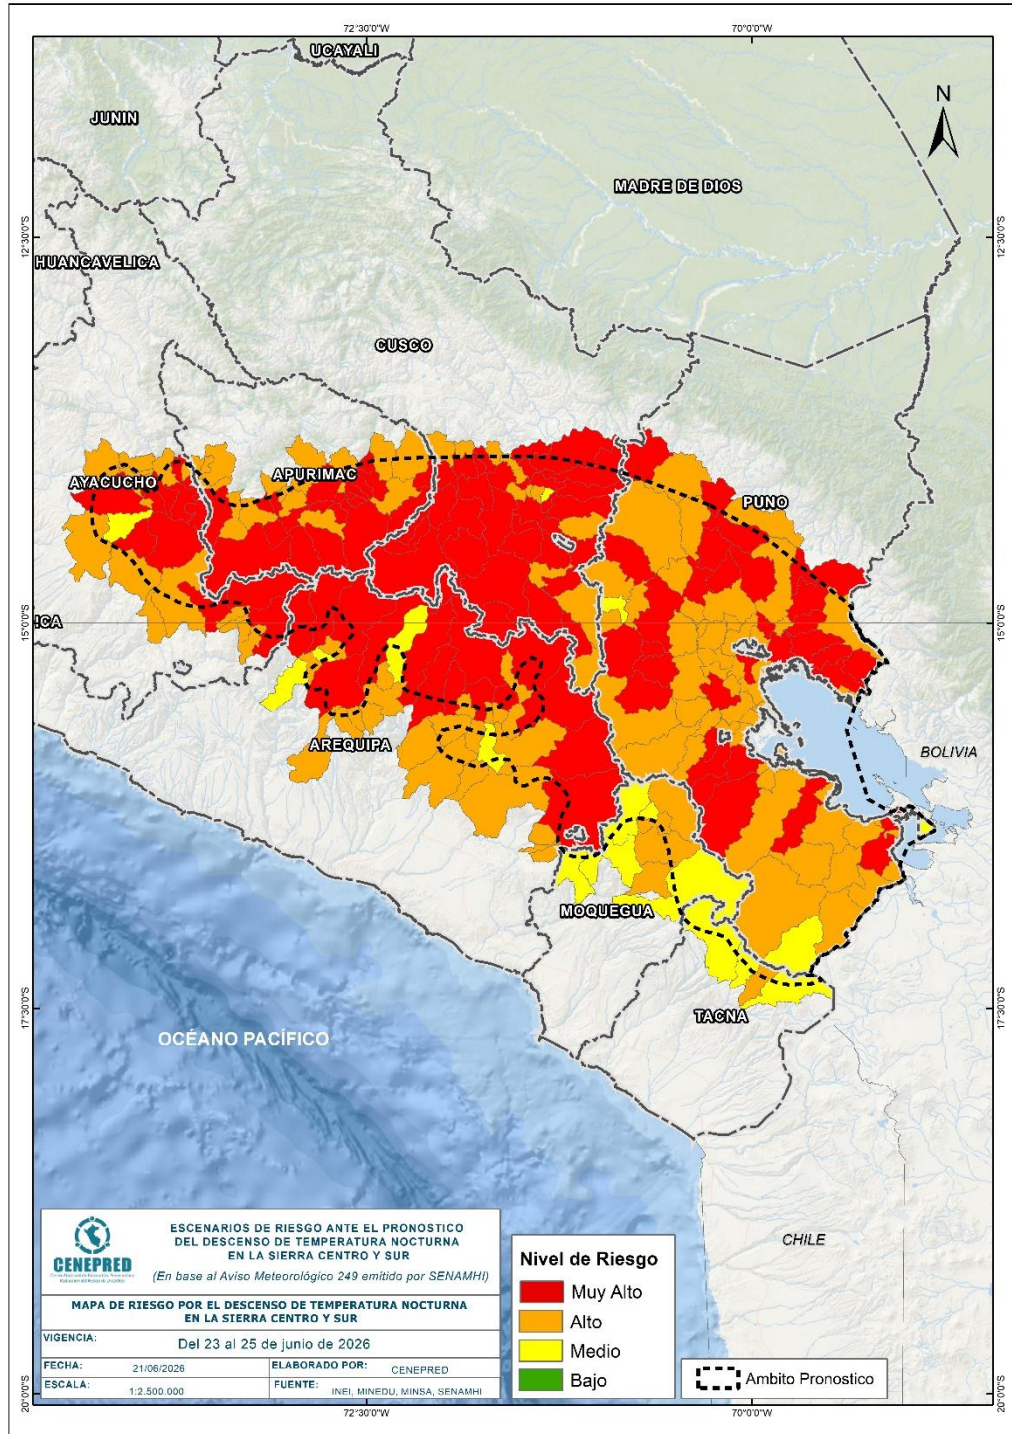 72°30'0"W
70°0'0"W
UCAYALI
JUNIN
N
MADRE DE DIOS
12°30'0"S
12°30'0"S
HUANCAVELICA
CUSCO
AYACUCHO
APURIMAC
PUNO
ICA
15°0'0"S
15°0'0"S
AREQUIPA
BOLIVIA
MOQUEGUA
17°30'0"S
17°30'0"S
TACNA
OCÉANO PACÍFICO
CHILE
CENEPRED
ESCENARIOS DE RIESGO ANTE EL PRONOSTICO
DEL DESCENSO DE TEMPERATURA NOCTURNA
EN LA SIERRA CENTRO Y SUR
(En base al Aviso Meteorológico 249 emitido por SENAMHI)
MAPA DE RIESGO POR EL DESCENSO DE TEMPERATURA NOCTURNA
EN LA SIERRA CENTRO Y SUR
VIGENCIA: Del 23 al 25 de junio de 2026
FECHA: 21/06/2026 ELABORADO POR: CENEPRED
ESCALA: 1:2.500.000 FUENTE: INEI, MINEDU, MINSA, SENAMHI
Nivel de Riesgo
Muy Alto
Alto
Medio
Bajo
Ambito Pronostico
20°0'0"S
20°0'0"S
72°30'0"W
70°0'0"W